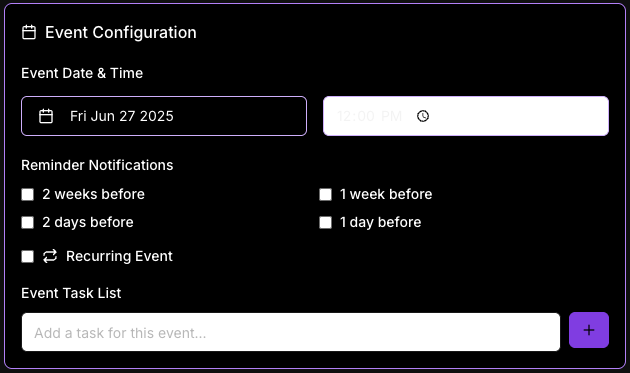 Event Configuration
Event Date & Time
Fri Jun 27 2025
12:00 PM
Reminder Notifications
2 weeks before
1 week before
2 days before
1 day before
Recurring Event
Event Task List
Add a task for this event...